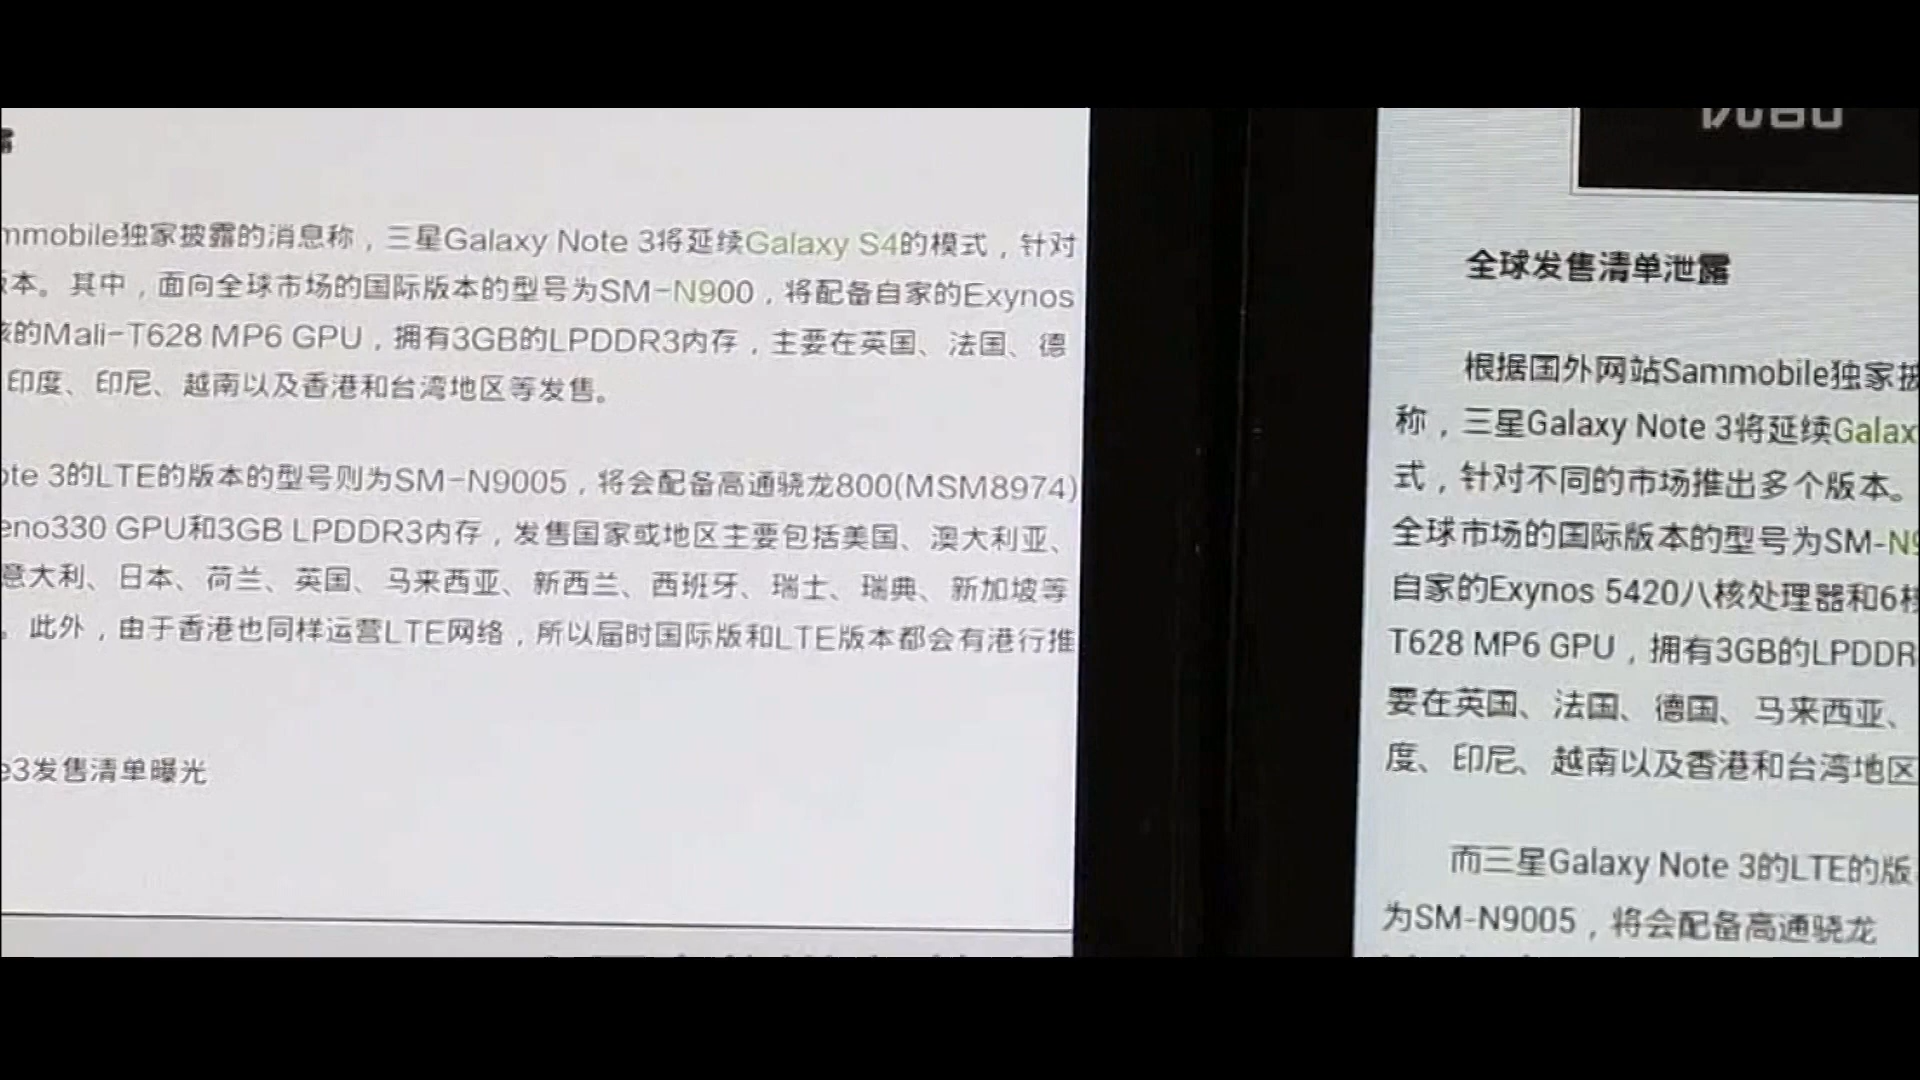 mmobile独家披露的消息称，三星Galaxy Note 3将延续Galaxy S4的模式，针对
本。其中，面向全球市场的国际版本的型号为SM-N900，将配备自家的Exynos
的Mali-T628 MP6 GPU，拥有3GB的LPDDR3内存，主要在英国、法国、德
印度、印尼、越南以及香港和台湾地区等发售。
ote 3的LTE的版本的型号则为SM-N9005，将会配备高通骁龙800(MSM8974)
eno330 GPU和3GB LPDDR3内存，发售国家或地区主要包括美国、澳大利亚、
意大利、日本、荷兰、英国、马来西亚、新西兰、西班牙、瑞士、瑞典、新加坡等
。此外，由于香港也同样运营LTE网络，所以届时国际版和LTE版本都会有港行推
e3发售清单曝光
全球发售清单泄露
根据国外网站Sammobile独家披
称，三星Galaxy Note 3将延续Galax
式，针对不同的市场推出多个版本。
全球市场的国际版本的型号为SM-N9
自家的Exynos 5420八核处理器和6核
T628 MP6 GPU，拥有3GB的LPDDR
要在英国、法国、德国、马来西亚、
度、印尼、越南以及香港和台湾地区
而三星Galaxy Note 3的LTE的版
为SM-N9005，将会配备高通骁龙